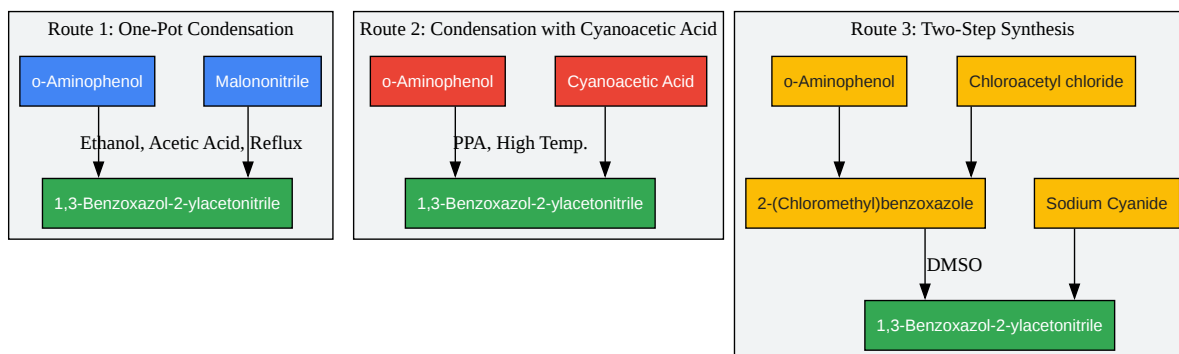 Route 1: One-Pot Condensation
o-Aminophenol
Malononitrile
Ethanol, Acetic Acid, Reflux
1,3-Benzoxazol-2-ylacetonitrile
Route 2: Condensation with Cyanoacetic Acid
o-Aminophenol
Cyanoacetic Acid
PPA, High Temp.
1,3-Benzoxazol-2-ylacetonitrile
Route 3: Two-Step Synthesis
o-Aminophenol
Chloroacetyl chloride
2-(Chloromethyl)benzoxazole
Sodium Cyanide
DMSO
1,3-Benzoxazol-2-ylacetonitrile